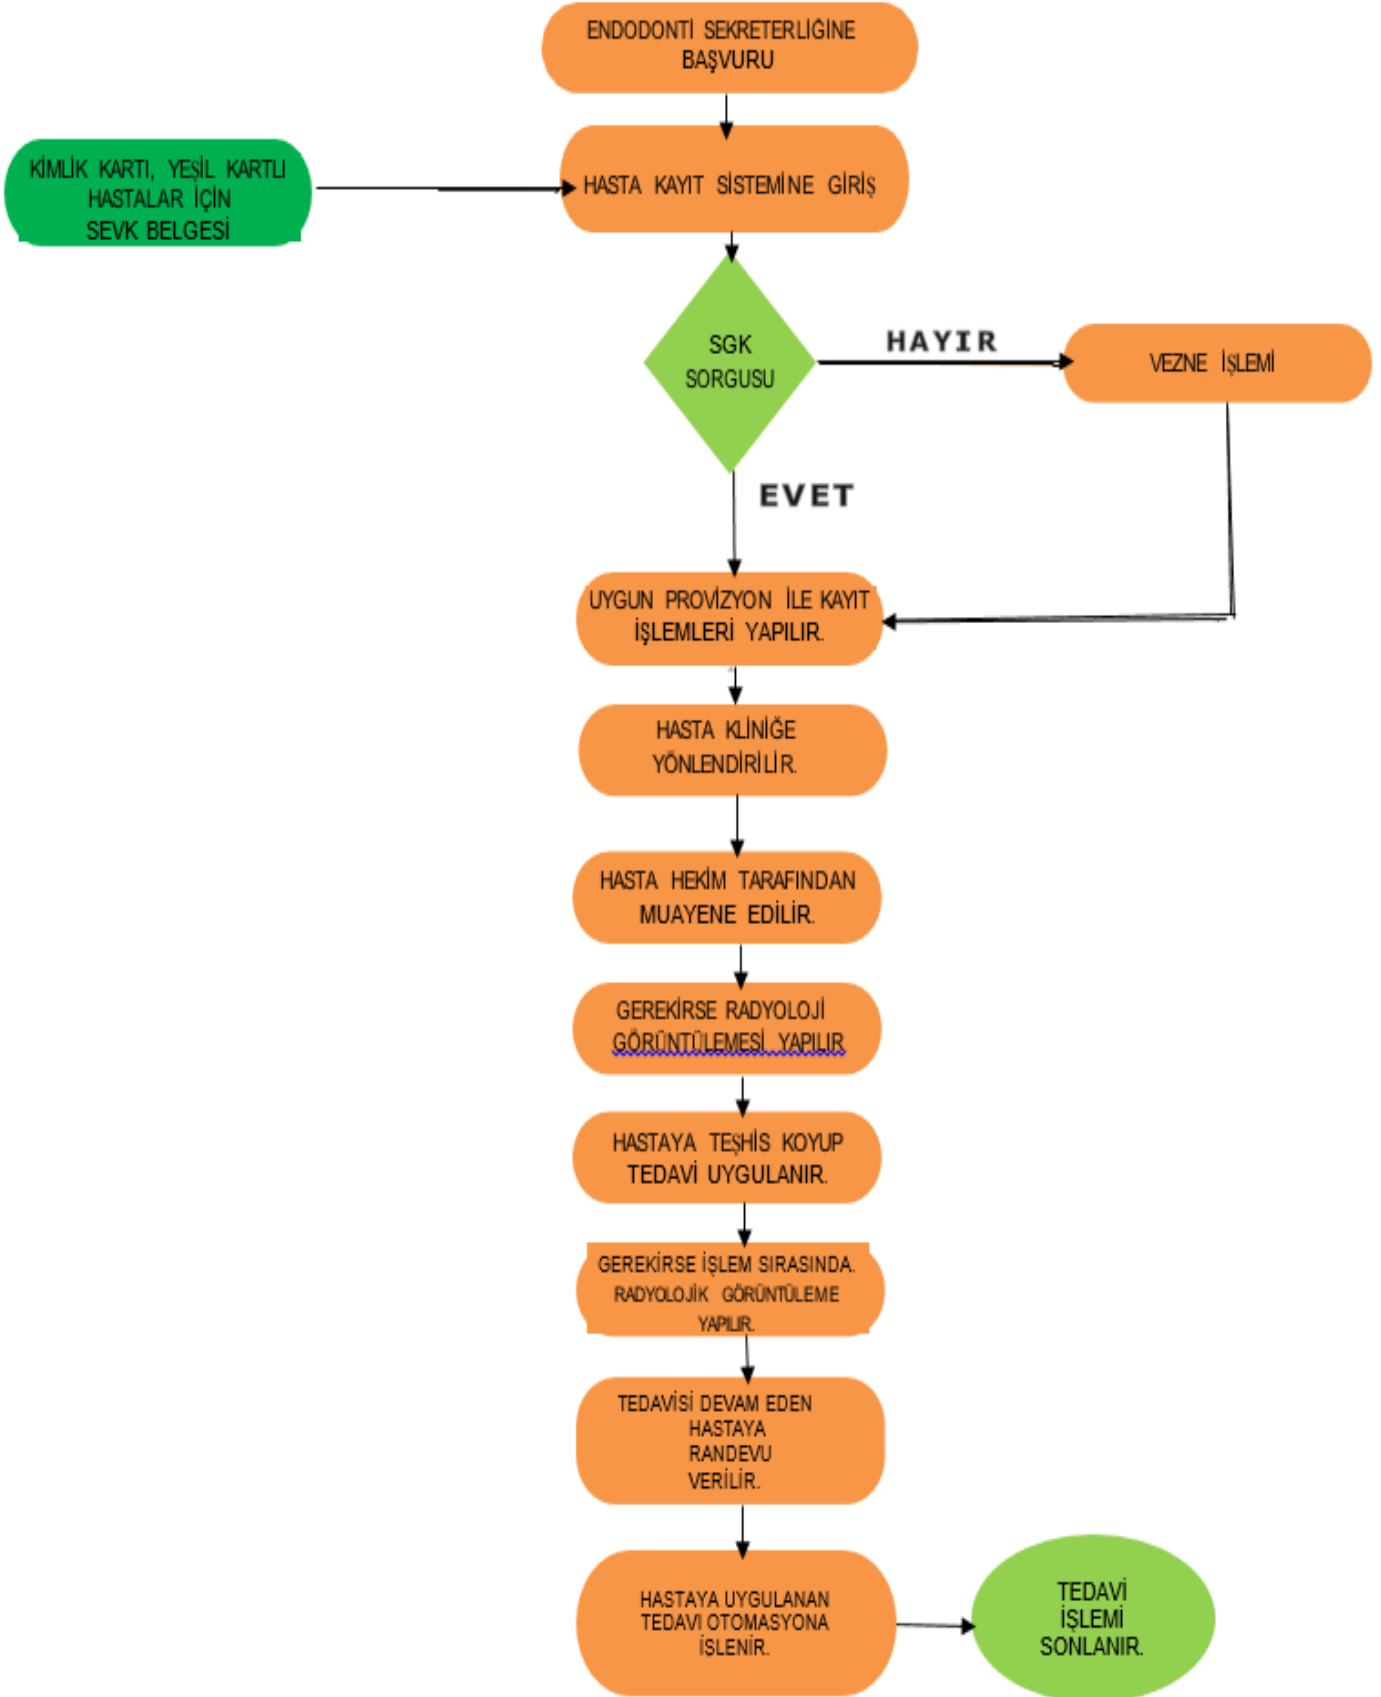 ENDODONTİ SEKRETERLİĞİNE
BAŞVURU
KİMLİK KARTI, YEŞİL KARTLI
HASTALAR İÇİN
SEVK BELGESİ
HASTA KAYIT SİSTEMİNE GİRİŞ
SGK
SORGUSU
HAYIR
VEZNE İŞLEMİ
EVET
UYGUN PROVİZYON İLE KAYIT
İŞLEMLERİ YAPILIR.
HASTA KLİNİĞE
YÖNLENDİRİLİR.
HASTA HEKİM TARAFINDAN
MUAYENE EDİLİR.
GEREKİRSE RADYOLOJİ
GÖRÜNTÜLEMESİ YAPILIR
HASTAYA TEŞHİS KOYUP
TEDAVİ UYGULANIR.
GEREKİRSE İŞLEM SIRASINDA.
RADYOLOJİK GÖRÜNTÜLEME
YAPILIR.
TEDAVİSİ DEVAM EDEN
HASTAYA
RANDEVU
VERİLİR.
HASTAYA UYGULANAN
TEDAVI OTOMASYONA
İŞLENİR.
TEDAVİ
İŞLEMİ
SONLANIR.